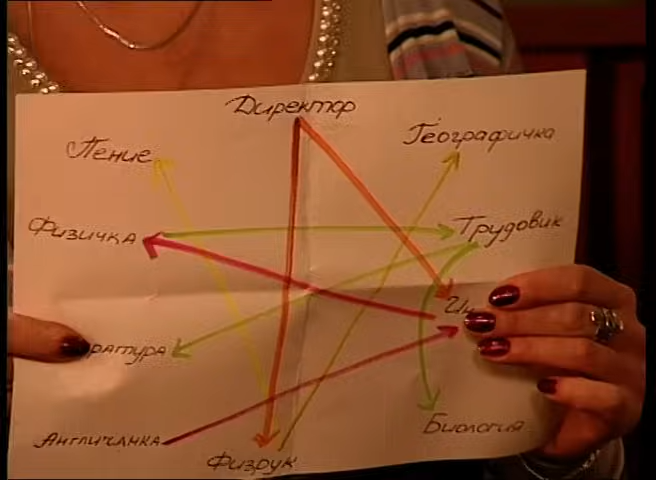 Директор
Пение
Географичка
Физичка
Трудовик
Биология
Англичанка
Физрук